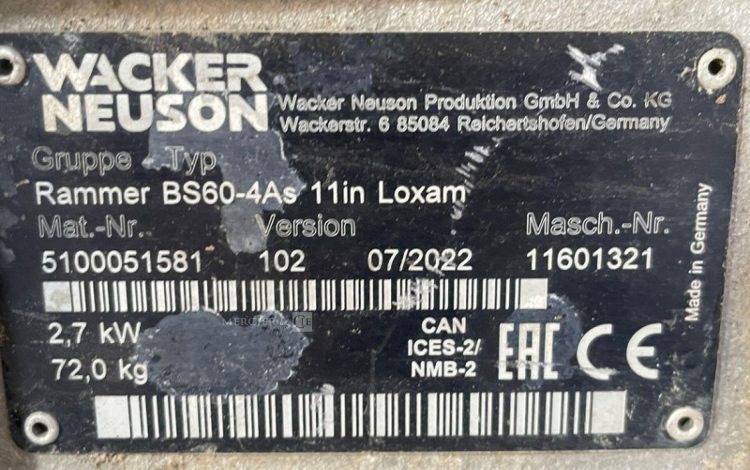 WACKER
NEUSON
Wacker Neuson Produktion GmbH & Co. KG
Wackerstr. 6 85084 Reichertshofen/Germany
Gruppe - Typ
Rammer BS60-4As 11in Loxam
Mat.-Nr. Version Masch.-Nr.
5100051581 102 07/2022 11601321
2,7 kW
72,0 kg
CAN
ICES-2/
NMB-2
EAC CE
Made in Germany